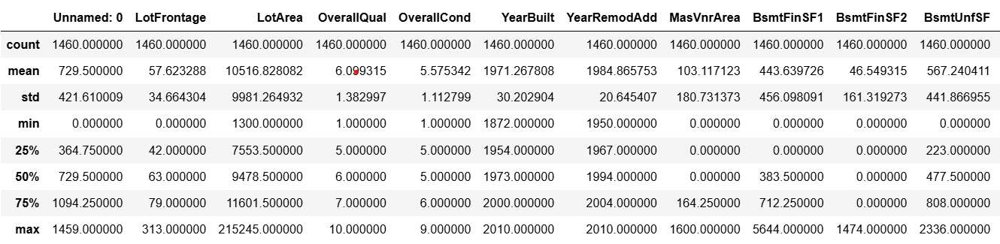 Unnamed: 0 LotFrontage LotArea OverallQual OverallCond YearBuilt YearRemodAdd MasVnrArea BsmtFinSF1 BsmtFinSF2 BsmtUnfSF
count 1460.000000 1460.000000 1460.000000 1460.000000 1460.000000 1460.000000 1460.000000 1460.000000 1460.000000 1460.000000 1460.000000
mean 729.500000 57.623288 10516.828082 6.099315 5.575342 1971.267808 1984.865753 103.117123 443.639726 46.549315 567.240411
std 421.610009 34.664304 9981.264932 1.382997 1.112799 30.202904 20.645407 180.731373 456.098091 161.319273 441.866955
min 0.000000 0.000000 1300.000000 1.000000 1.000000 1872.000000 1950.000000 0.000000 0.000000 0.000000 0.000000
25% 364.750000 42.000000 7553.500000 5.000000 5.000000 1954.000000 1967.000000 0.000000 0.000000 0.000000 223.000000
50% 729.500000 63.000000 9478.500000 6.000000 5.000000 1973.000000 1994.000000 0.000000 383.500000 0.000000 477.500000
75% 1094.250000 79.000000 11601.500000 7.000000 6.000000 2000.000000 2004.000000 164.250000 712.250000 0.000000 808.000000
max 1459.000000 313.000000 215245.000000 10.000000 9.000000 2010.000000 2010.000000 1600.000000 5644.000000 1474.000000 2336.000000